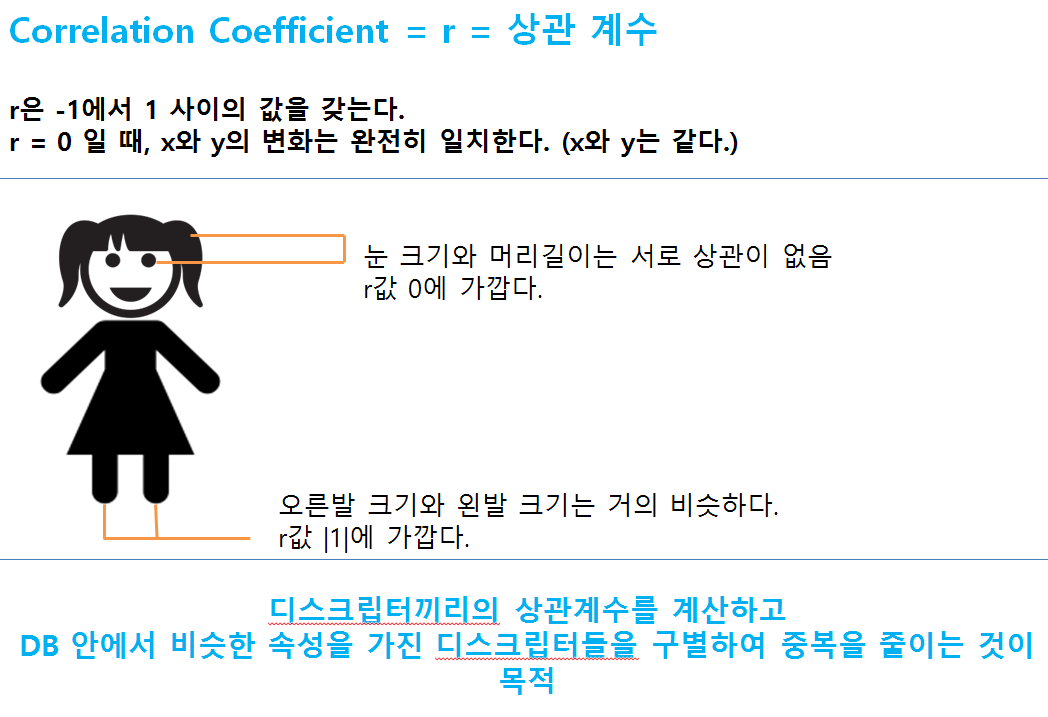 Correlation Coefficient = r = 상관 계수
r은 -1에서 1 사이의 값을 갖는다.
r = 0 일 때, x와 y의 변화는 완전히 일치한다. (x와 y는 같다.)
눈 크기와 머리길이는 서로 상관이 없음
r값 0에 가깝다.
오른발 크기와 왼발 크기는 거의 비슷하다.
r값 |1|에 가깝다.
디스크립터끼리의 상관계수를 계산하고
DB 안에서 비슷한 속성을 가진 디스크립터들을 구별하여 중복을 줄이는 것이
목적